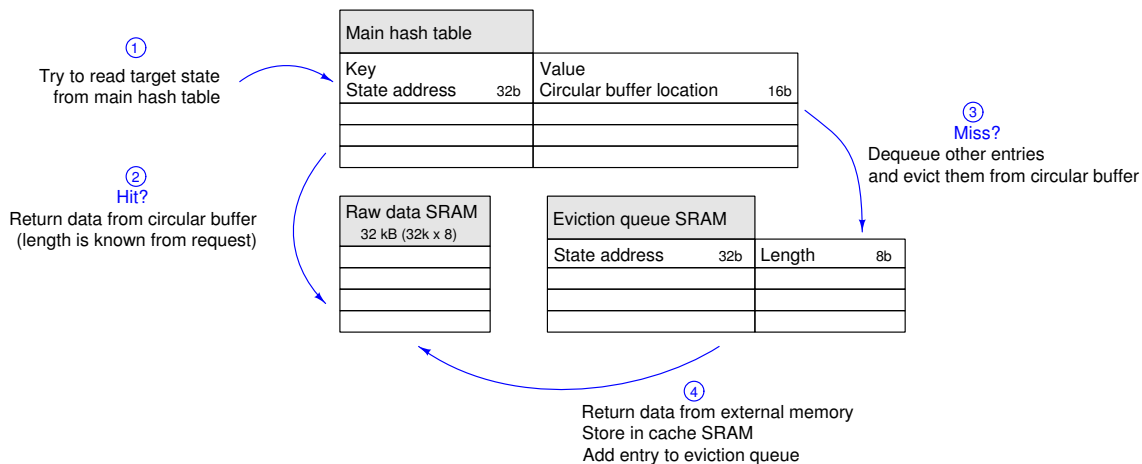 Main hash table
1
Try to read target state
from main hash table
Key
State address 32b
Value
Circular buffer location 16b
3
Miss?
Dequeue other entries
and evict them from circular buffer
2
Hit?
Return data from circular buffer
(length is known from request)
Raw data SRAM
32 kB (32k x 8)
Eviction queue SRAM
State address 32b
Length 8b
4
Return data from external memory
Store in cache SRAM
Add entry to eviction queue